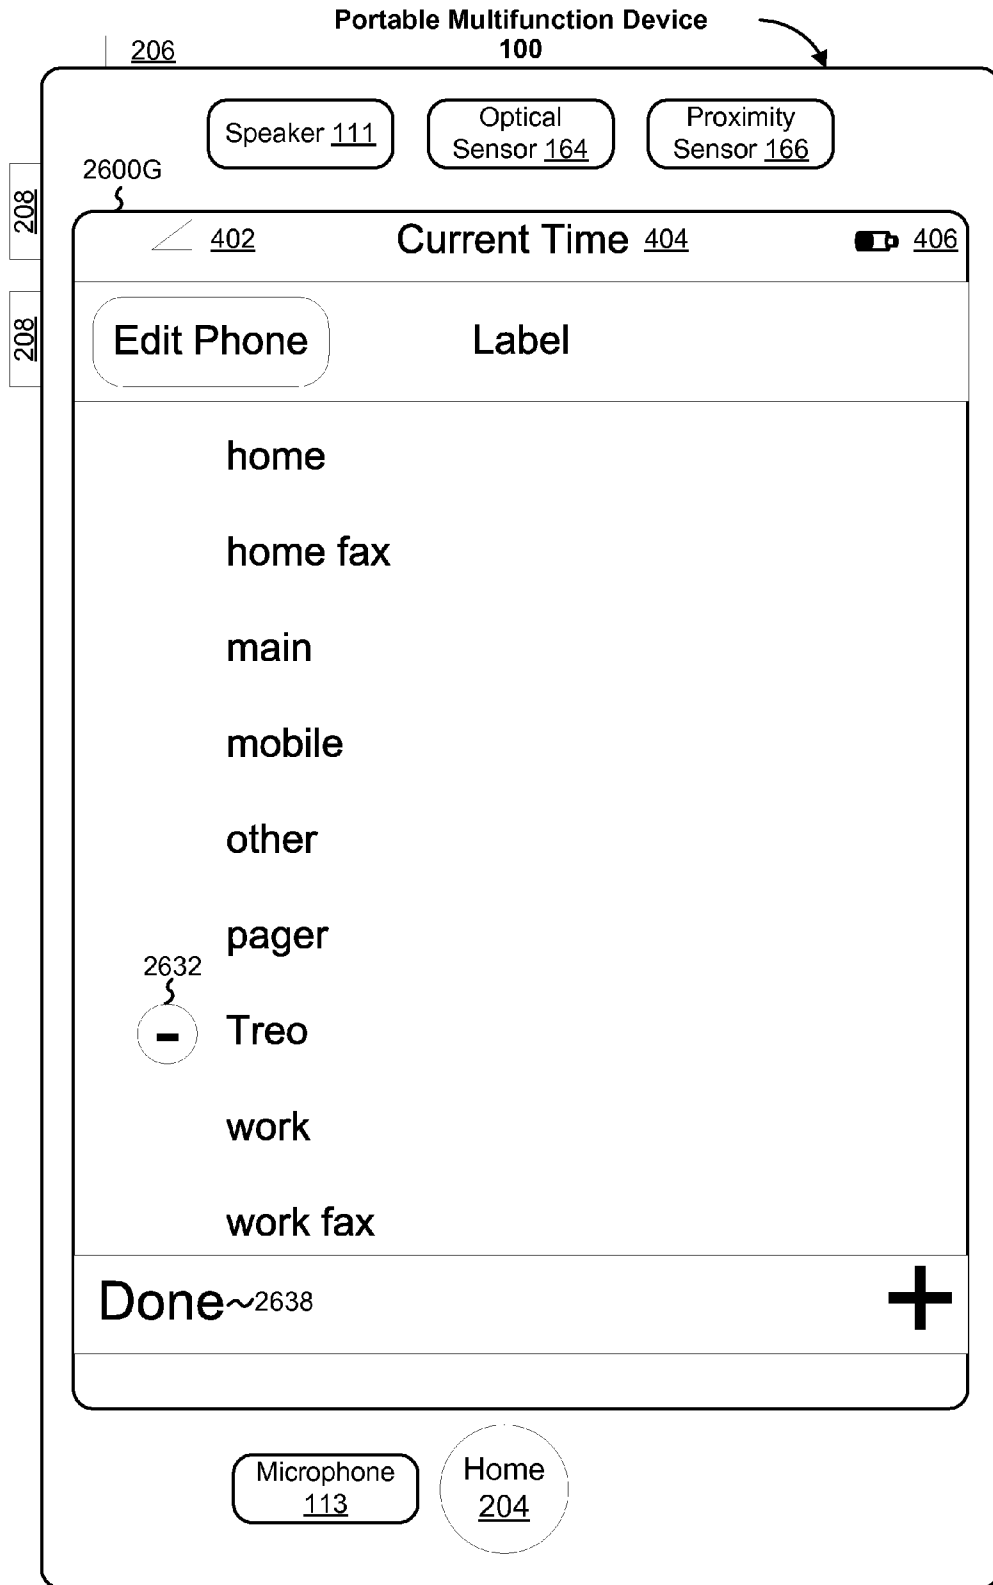 Portable Multifunction Device
100
206
Speaker 111
Optical
Sensor 164
Proximity
Sensor 166
208
2600G
402
Current Time 404
406
208
Edit Phone
Label
home
home fax
main
mobile
other
pager
2632
- Treo
work
work fax
Done
2638
+
Microphone
113
Home
204